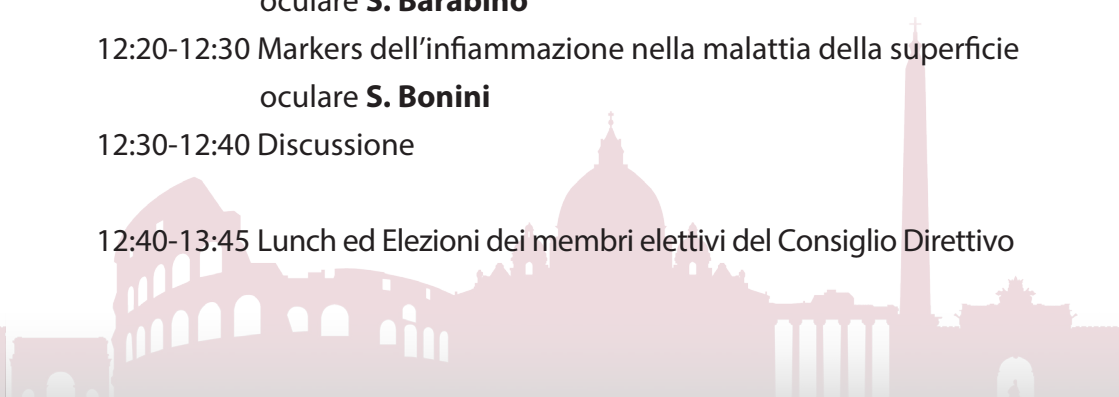 oculare S. Barabino
12:20-12:30 Markers dell'infiammazione nella malattia della superficie
oculare S. Bonini
12:30-12:40 Discussione
12:40-13:45 Lunch ed Elezioni dei membri elettivi del Consiglio Direttivo